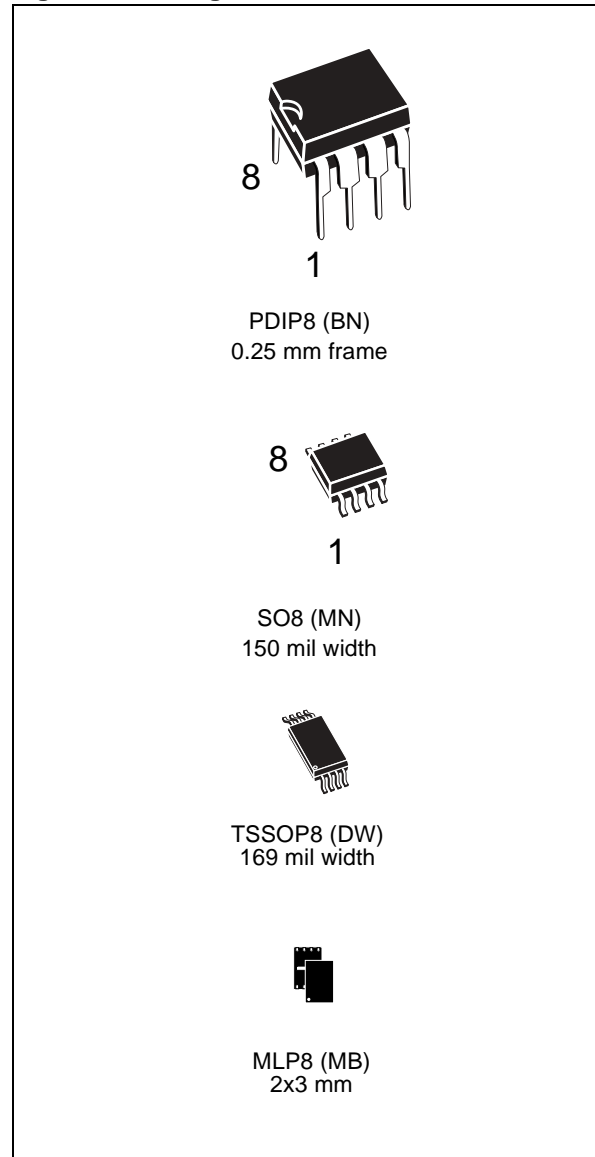 8
1
PDIP8 (BN)
0.25 mm frame
8
1
SO8 (MN)
150 mil width
TSSOP8 (DW)
169 mil width
MLP8 (MB)
2x3 mm